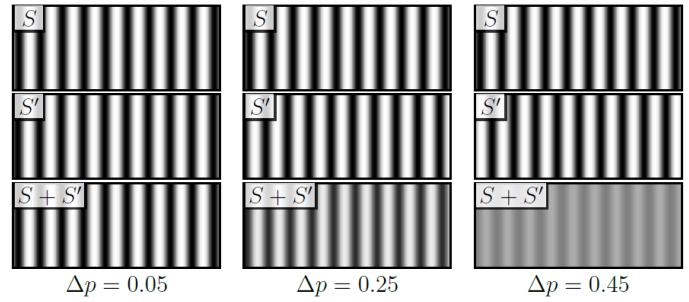 S S S
S′ S′ S′
S + S′ S + S′ S + S′
Δp = 0.05 Δp = 0.25 Δp = 0.45